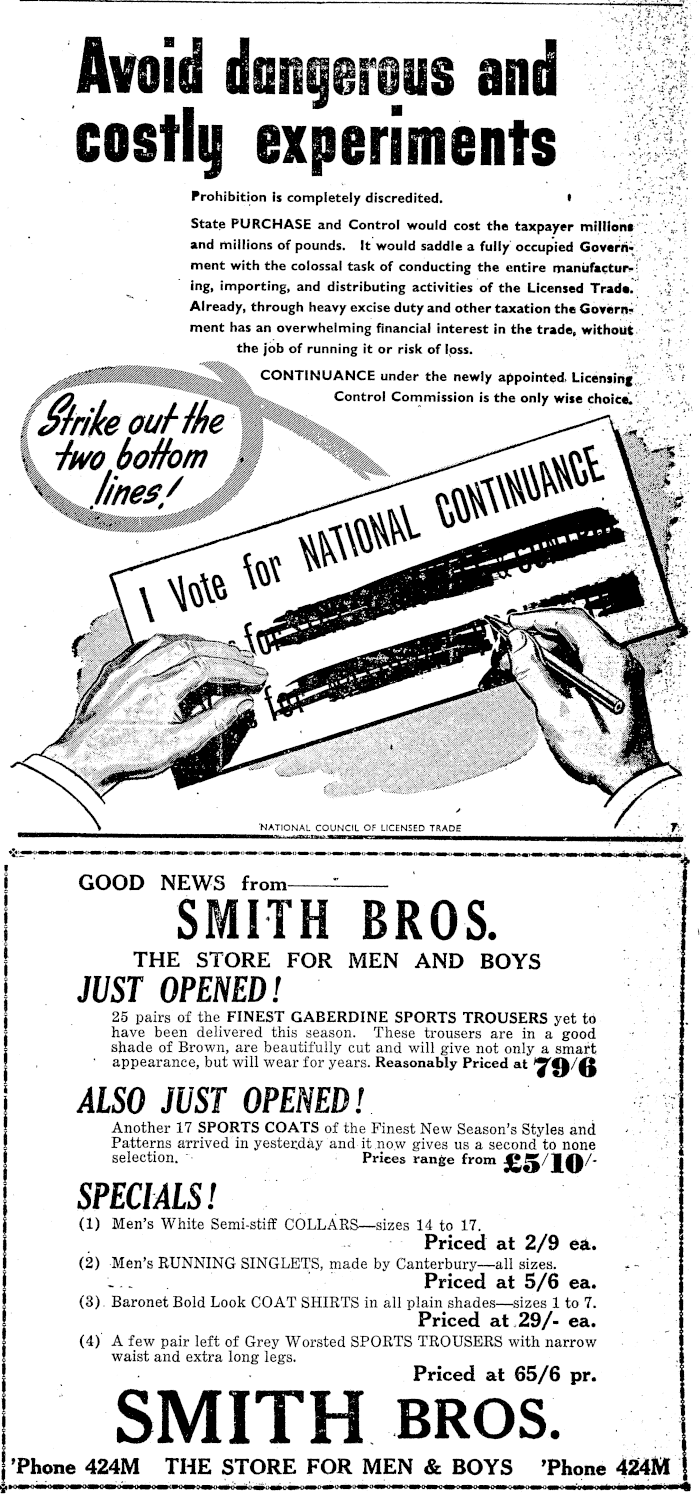 Avoid dangerous and
costly experiments
Prohibition is completely discredited.
State PURCHASE and Control would cost the taxpayer millions
and millions of pounds. It would saddle a fully occupied Govern-
ment with the colossal task of conducting the entire manufactur-
ing, importing, and distributing activities of the Licensed Trade.
Already, through heavy excise duty and other taxation the Govern-
ment has an overwhelming financial interest in the trade, without
the job of running it or risk of loss.
CONTINUANCE under the newly appointed Licensing
Control Commission is the only wise choice.
Strike out the
two bottom
lines!
I Vote for NATIONAL CONTINUANCE
for
for
NATIONAL COUNCIL OF LICENSED TRADE
7
GOOD NEWS from
SMITH BROS.
THE STORE FOR MEN AND BOYS
JUST OPENED!
25 pairs of the FINEST GABERDINE SPORTS TROUSERS yet to
have been delivered this season. These trousers are in a good
shade of Brown, are beautifully cut and will give not only a smart
appearance, but will wear for years. Reasonably Priced at 79/6
ALSO JUST OPENED!
Another 17 SPORTS COATS of the Finest New Season's Styles and
Patterns arrived in yesterday and it now gives us a second to none
selection. Prices range from £5/10/-
SPECIALS!
(1) Men's White Semi-stiff COLLARS—sizes 14 to 17.
Priced at 2/9 ea.
(2) Men's RUNNING SINGLETS, made by Canterbury—all sizes.
Priced at 5/6 ea.
(3) Baronet Bold Look COAT SHIRTS in all plain shades—sizes 1 to 7.
Priced at 29/- ea.
(4) A few pair left of Grey Worsted SPORTS TROUSERS with narrow
waist and extra long legs.
Priced at 65/6 pr.
SMITH BROS.
'Phone 424M THE STORE FOR MEN & BOYS 'Phone 424M